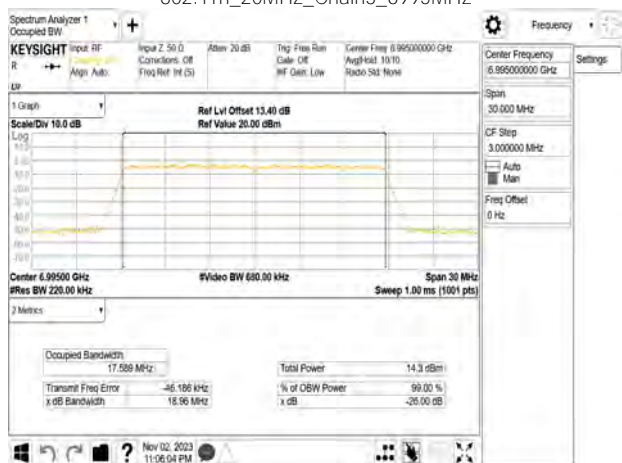 Spectrum Analyzer 1
Occupied BW
+
Frequency
KEYSIGHT
R
Input: RF
Align: Auto
Input Z: 50 Ω
Corrections: Off
Freq Ref: Int (S)
Atten: 20 dB
Trig: Free Run
Gate: Off
#IF Gain: Low
Center Freq: 6.995000000 GHz
Avg|Hold: 10/10
Radio Std: None
Center Frequency
6.995000000 GHz
Settings
Span
30.000 MHz
CF Step
3.000000 MHz
Auto
Man
Freq Offset
0 Hz
1 Graph
Scale/Div 10.0 dB
Ref Lvl Offset 13.40 dB
Ref Value 20.00 dBm
Log
Center 6.99500 GHz
#Res BW 220.00 kHz
#Video BW 680.00 kHz
Span 30 MHz
Sweep 1.00 ms (1001 pts)
2 Metrics
Occupied Bandwidth
17.589 MHz
Total Power
14.3 dBm
Transmit Freq Error
-46.186 kHz
% of OBW Power
99.00 %
x dB Bandwidth
18.96 MHz
x dB
-26.00 dB
?
Nov 02, 2023
11:06:04 PM